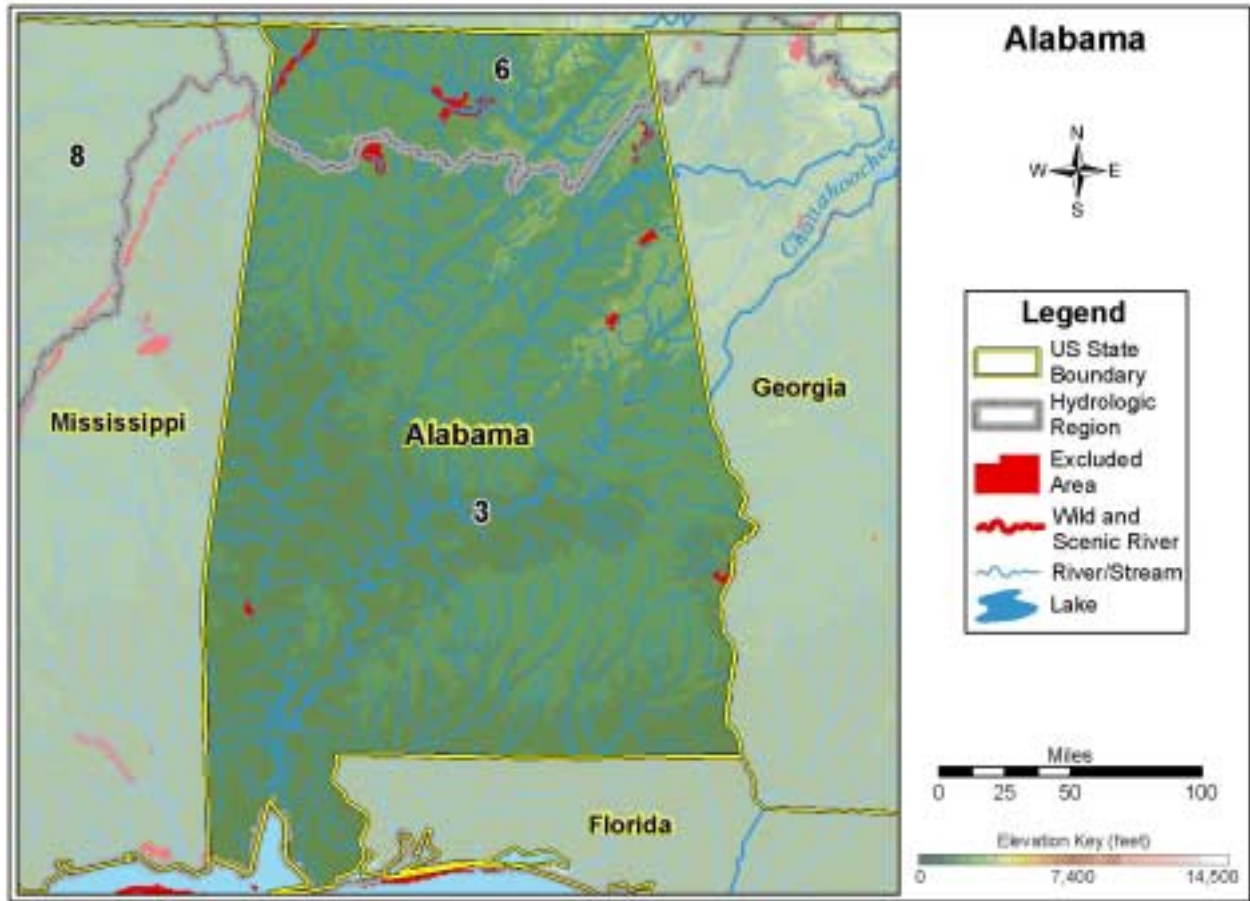 Alabama
6
8
N
W E
S
Chattahoochee
Legend
US State
Boundary
Hydrologic
Region
Excluded
Area
Wild and
Scenic River
River/Stream
Lake
Georgia
Mississippi
Alabama
3
Miles
0 25 50 100
Florida
Elevation Key (feet)
0 7,400 14,500